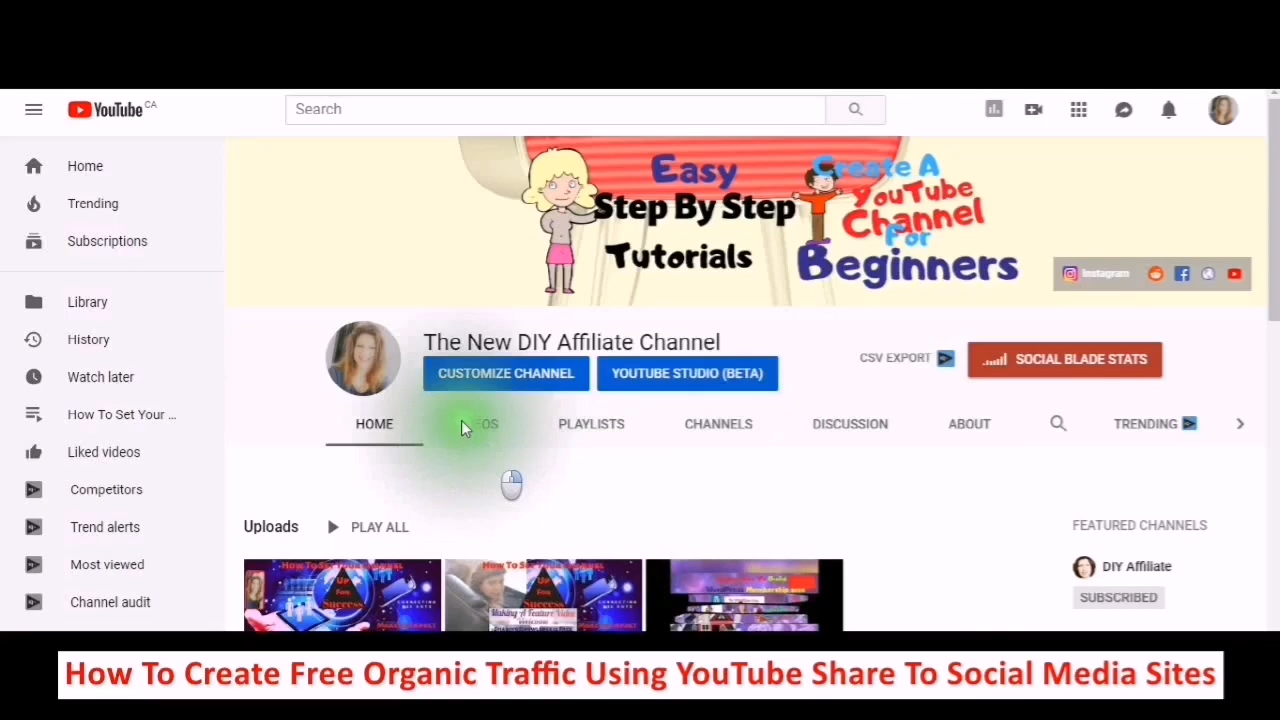 YouTube CA
Search
Home
Trending
Subscriptions
Library
History
Watch later
How To Set Your ...
Liked videos
Competitors
Trend alerts
Most viewed
Channel audit
Easy
Step By Step
Tutorials
Create A
YouTube
Channel
For
Beginners
Instagram
The New DIY Affiliate Channel
CUSTOMIZE CHANNEL
YOUTUBE STUDIO (BETA)
CSV EXPORT
SOCIAL BLADE STATS
HOME
PLAYLISTS
CHANNELS
DISCUSSION
ABOUT
TRENDING
Uploads
PLAY ALL
FEATURED CHANNELS
DIY Affiliate
SUBSCRIBED
How To Create Free Organic Traffic Using YouTube Share To Social Media Sites